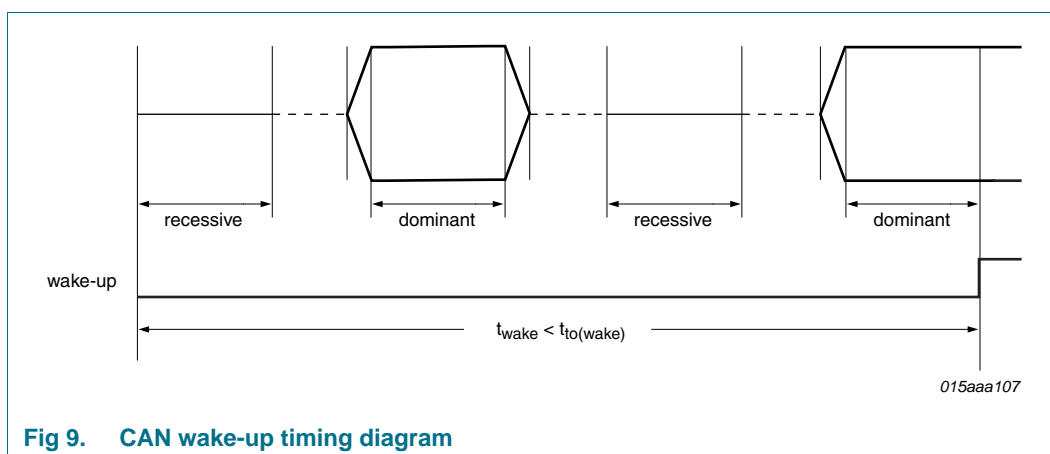 recessive dominant recessive dominant
wake-up
twake < tto(wake)
015aaa107
Fig 9. CAN wake-up timing diagram